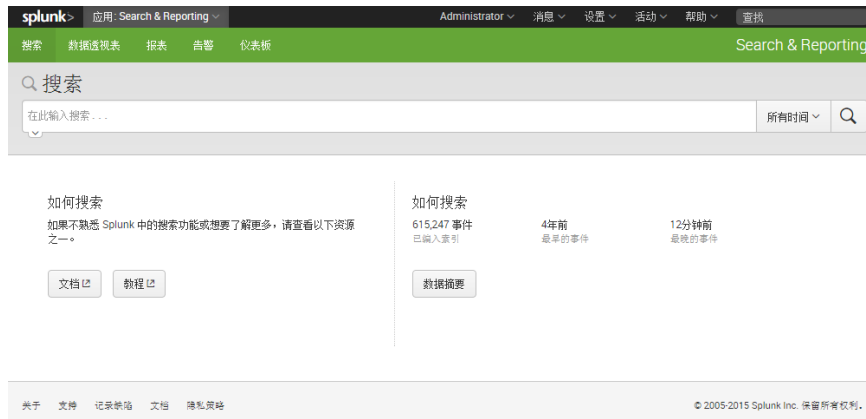 splunk> 应用: Search & Reporting Administrator 消息 设置 活动 帮助 查找
搜索 数据透视表 报表 告警 仪表板 Search & Reporting
搜索
在此输入搜索 . . . 所有时间
如何搜索
如果不熟悉 Splunk 中的搜索功能或想要了解更多，请查看以下资源
之一。
文档 教程
如何搜索
615,247 事件 4年前 12分钟前
已编入索引 最早的事件 最晚的事件
数据摘要
关于 支持 记录缺陷 文档 隐私策略 © 2005-2015 Splunk Inc. 保留所有权利。